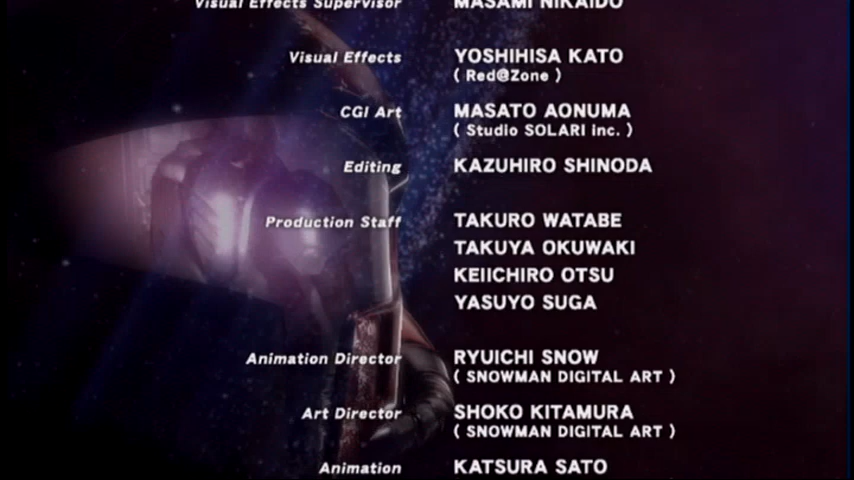 Visual Effects Supervisor MASAMI NIKAIDO
Visual Effects YOSHIHISA KATO
( Red@Zone )
CGI Art MASATO AONUMA
( Studio SOLARI inc. )
Editing KAZUHIRO SHINODA
Production Staff TAKURO WATABE
TAKUYA OKUWAKI
KEIICHIRO OTSU
YASUYO SUGA
Animation Director RYUICHI SNOW
( SNOWMAN DIGITAL ART )
Art Director SHOKO KITAMURA
( SNOWMAN DIGITAL ART )
Animation KATSURA SATO